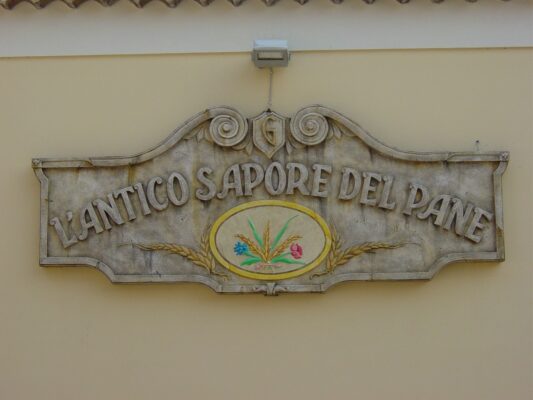 G
L'ANTICO SAPORE DEL PANE